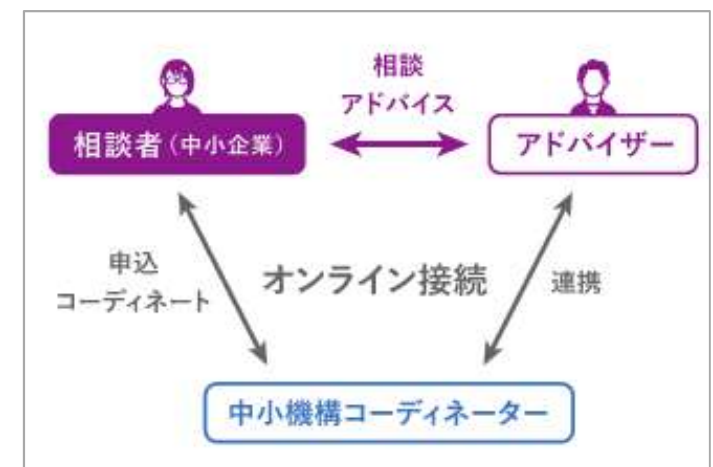 相談
アドバイス
相談者(中小企業)
アドバイザー
申込
コーディネート
オンライン接続
連携
中小機構コーディネーター